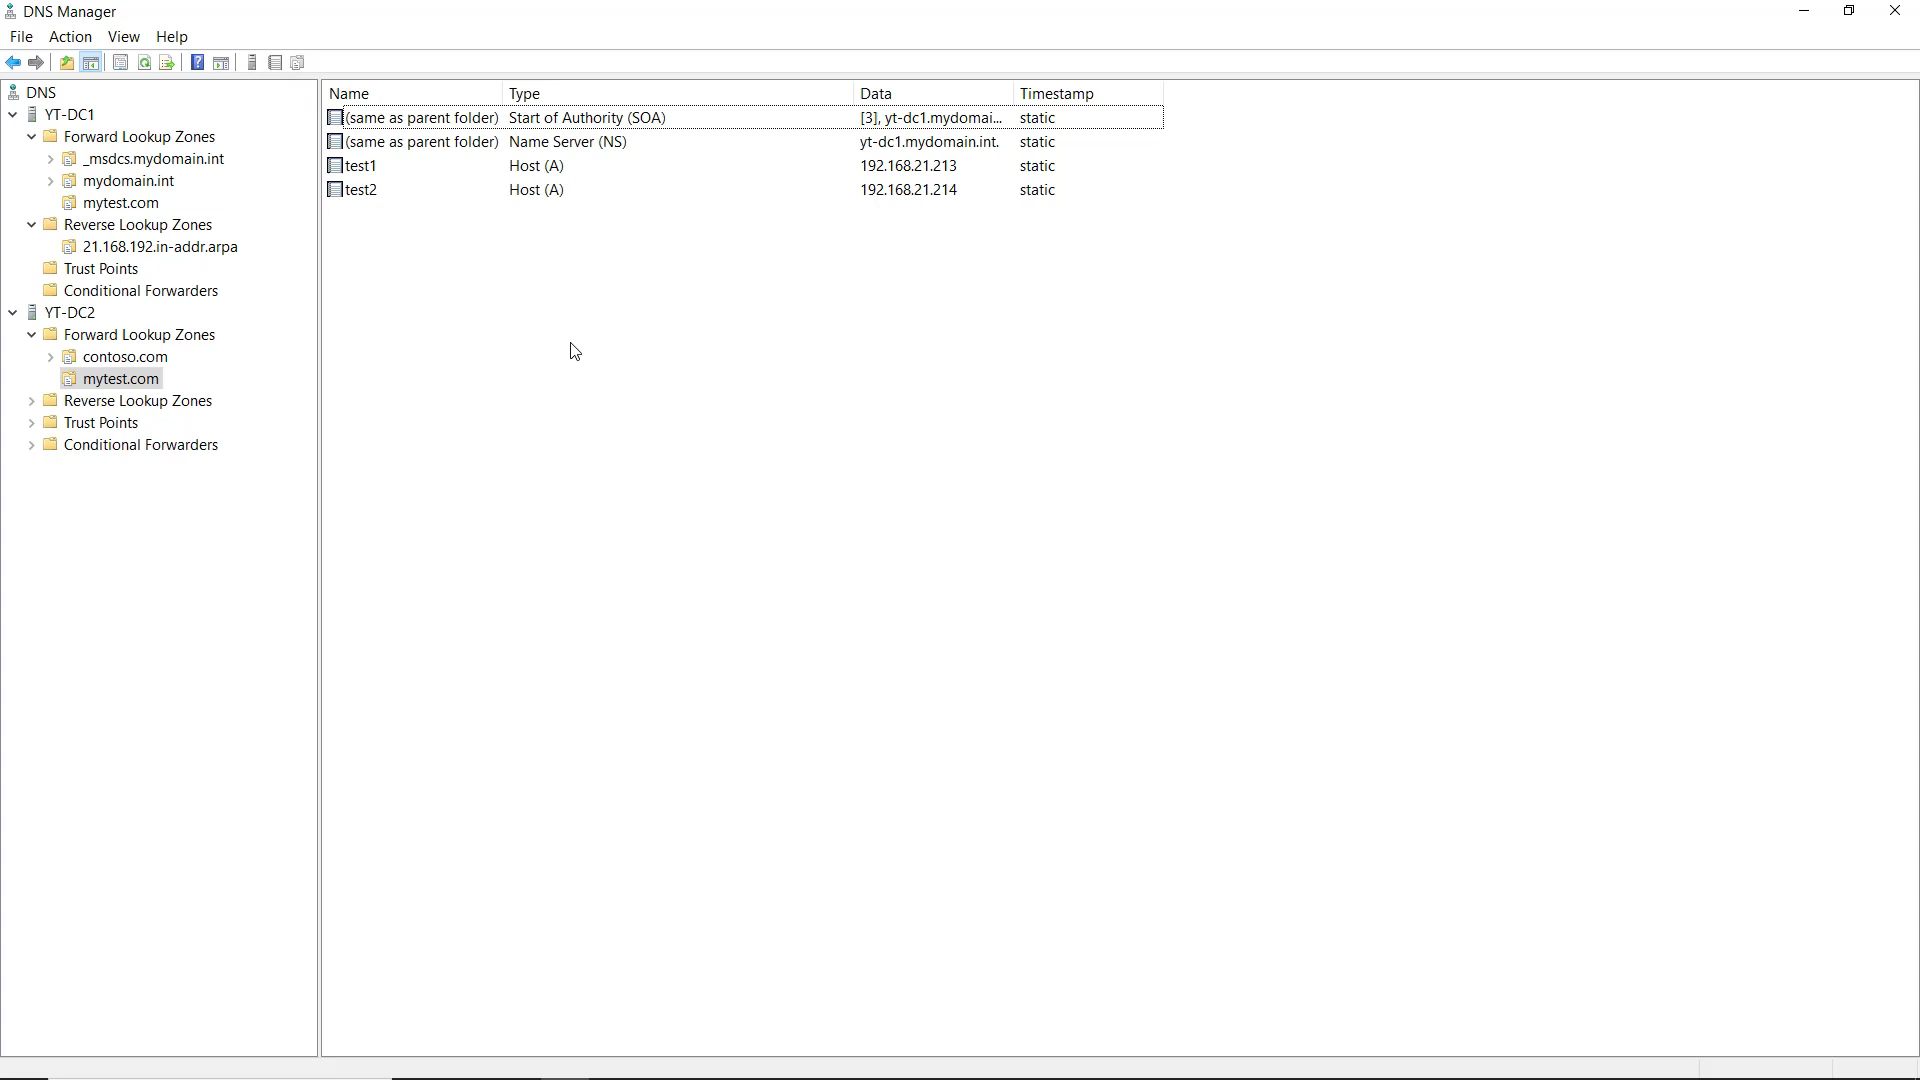 DNS Manager
File Action View Help
DNS
YT-DC1
Forward Lookup Zones
_msdcs.mydomain.int
mydomain.int
mytest.com
Reverse Lookup Zones
21.168.192.in-addr.arpa
Trust Points
Conditional Forwarders
YT-DC2
Forward Lookup Zones
contoso.com
mytest.com
Reverse Lookup Zones
Trust Points
Conditional Forwarders
Name Type Data Timestamp
(same as parent folder) Start of Authority (SOA) [3], yt-dc1.mydomai... static
(same as parent folder) Name Server (NS) yt-dc1.mydomain.int. static
test1 Host (A) 192.168.21.213 static
test2 Host (A) 192.168.21.214 static